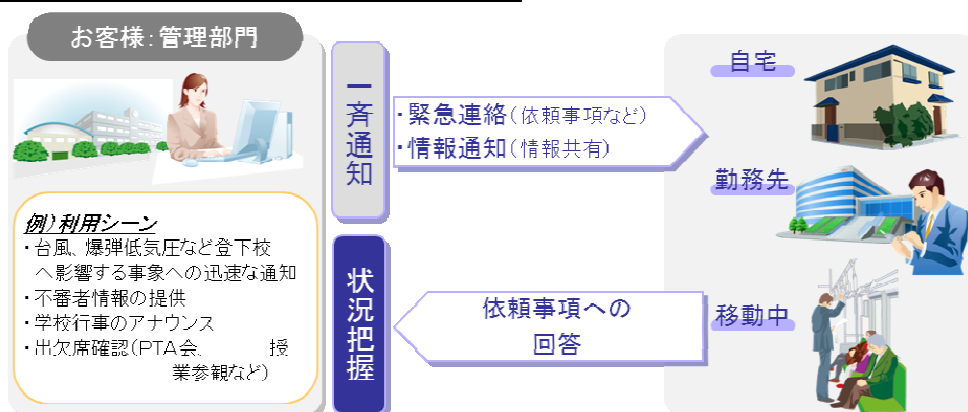 お客様：管理部門
例）利用シーン
・台風、爆弾低気圧など登下校
へ影響する事象への迅速な通知
・不審者情報の提供
・学校行事のアナウンス
・出欠席確認（PTA会、 授
業参観など）
一斉通知
・緊急連絡（依頼事項など）
・情報通知（情報共有）
状況把握
依頼事項への
回答
自宅
勤務先
移動中